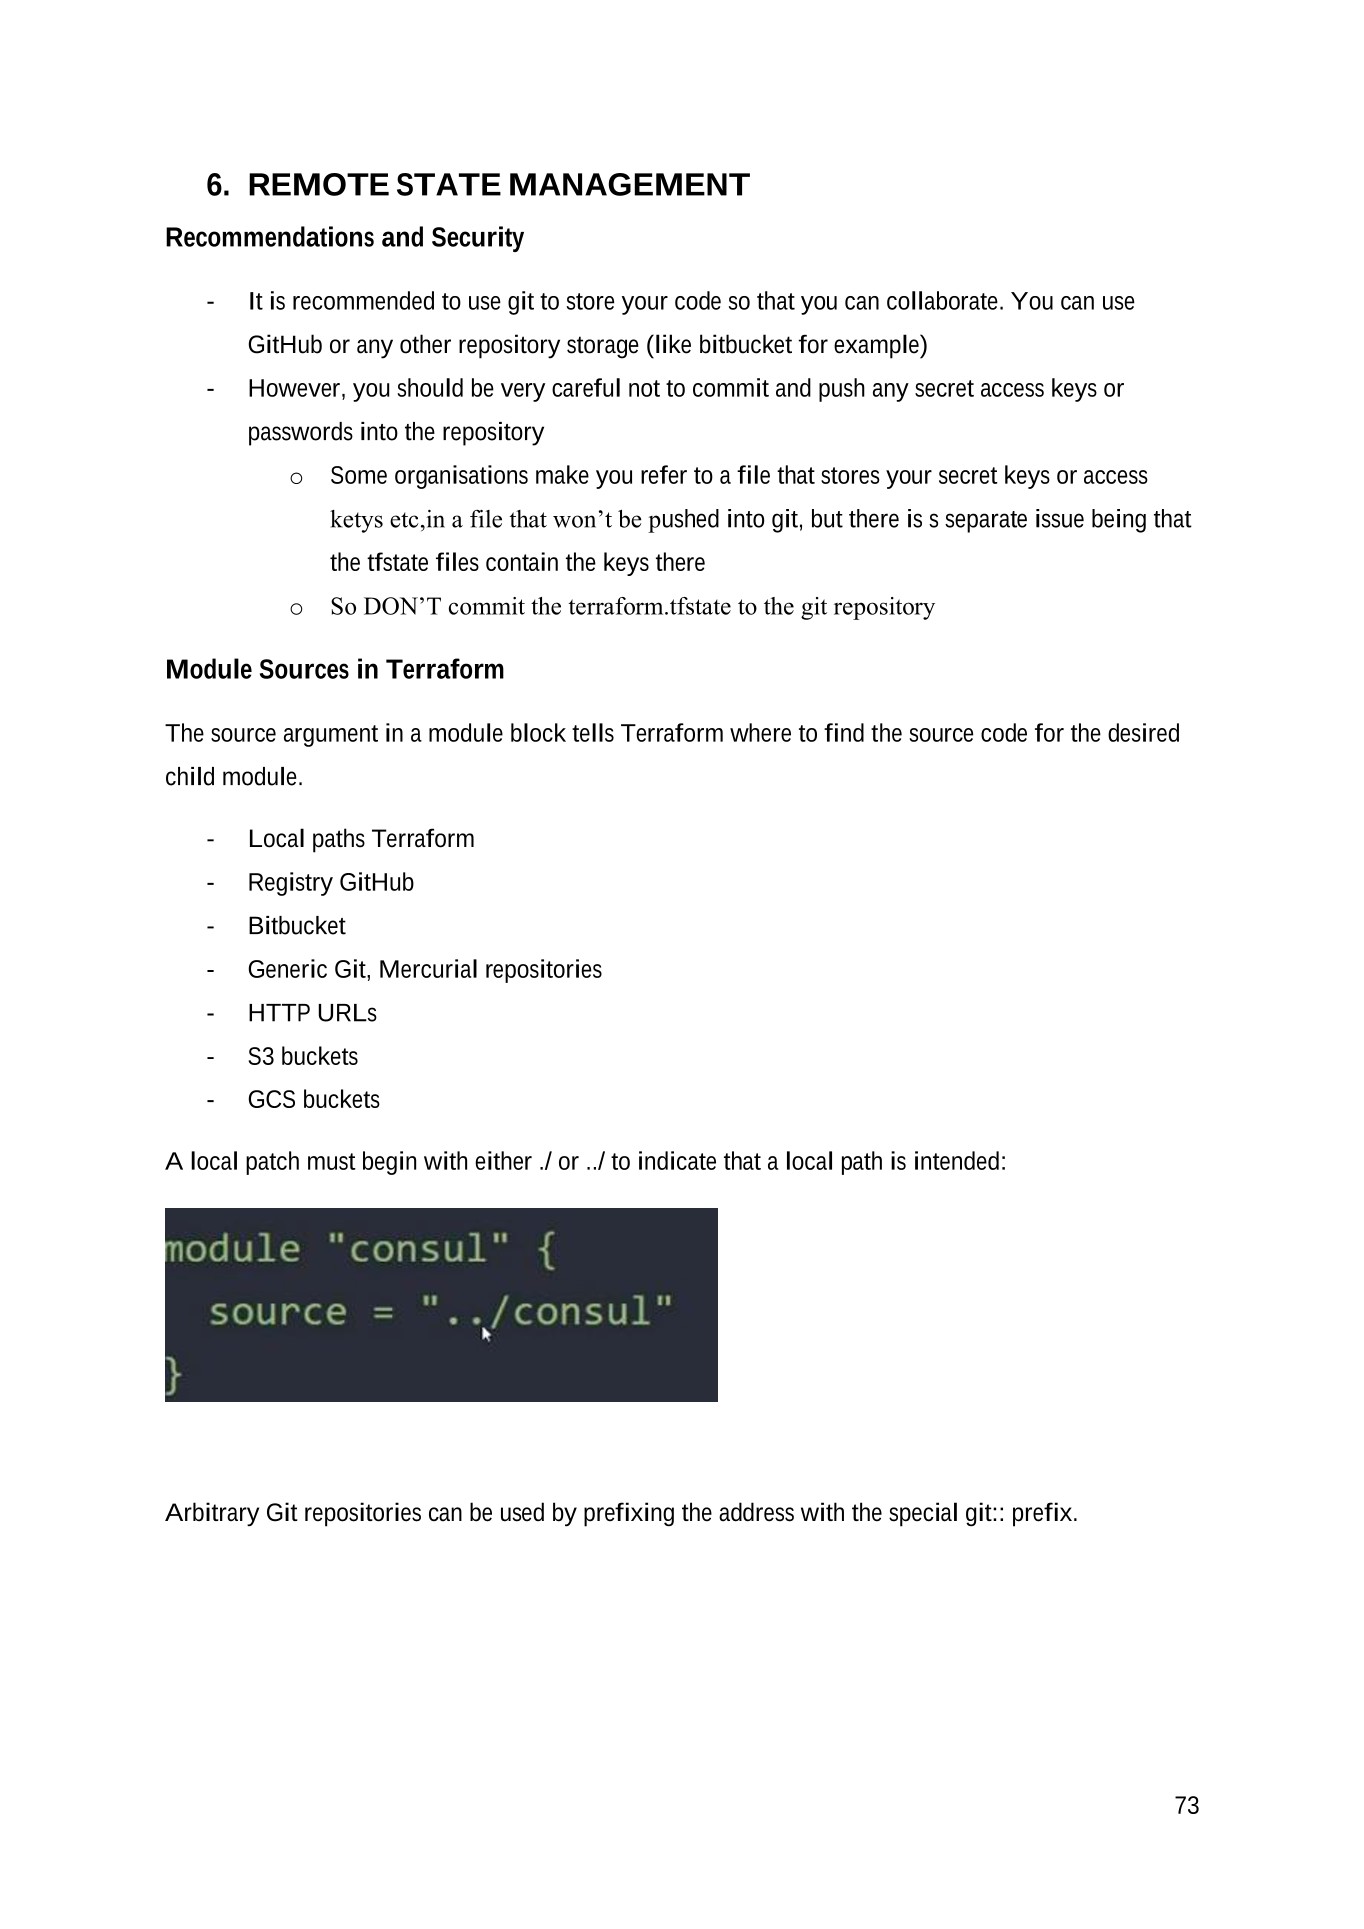 6. REMOTE STATE MANAGEMENT
Recommendations and Security
- It is recommended to use git to store your code so that you can collaborate. You can use
GitHub or any other repository storage (like bitbucket for example)
- However, you should be very careful not to commit and push any secret access keys or
passwords into the repository
o Some organisations make you refer to a file that stores your secret keys or access
ketys etc,in a file that won’t be pushed into git, but there is s separate issue being that
the tfstate files contain the keys there
o So DON’T commit the terraform.tfstate to the git repository
Module Sources in Terraform
The source argument in a module block tells Terraform where to find the source code for the desired
child module.
- Local paths Terraform
- Registry GitHub
- Bitbucket
- Generic Git, Mercurial repositories
- HTTP URLs
- S3 buckets
- GCS buckets
A local patch must begin with either ./ or ../ to indicate that a local path is intended:
module "consul" {
source = "../consul"
}
Arbitrary Git repositories can be used by prefixing the address with the special git:: prefix.
73